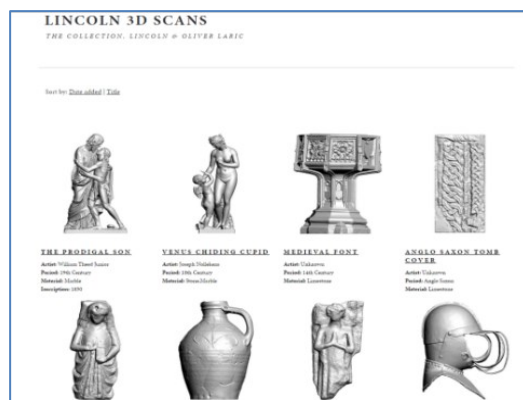 LINCOLN 3D SCANS
THE COLLECTION: LINCOLN & OLIVER LARIC
Sort by: Date added | Title
THE PRODIGAL SON
Artist: William Theed Junior
Period: 19th Century
Material: Marble
Inscription: 1850
VENUS CHIDING CUPID
Artist: Joseph Nollekens
Period: 18th Century
Material:
MEDIEVAL FONT
Artist: Unknown
Period: 14th Century
Material: Limestone
ANGLO SAXON TOMB
COVER
Artist: Unknown
Period: Anglo Saxon
Material: Limestone